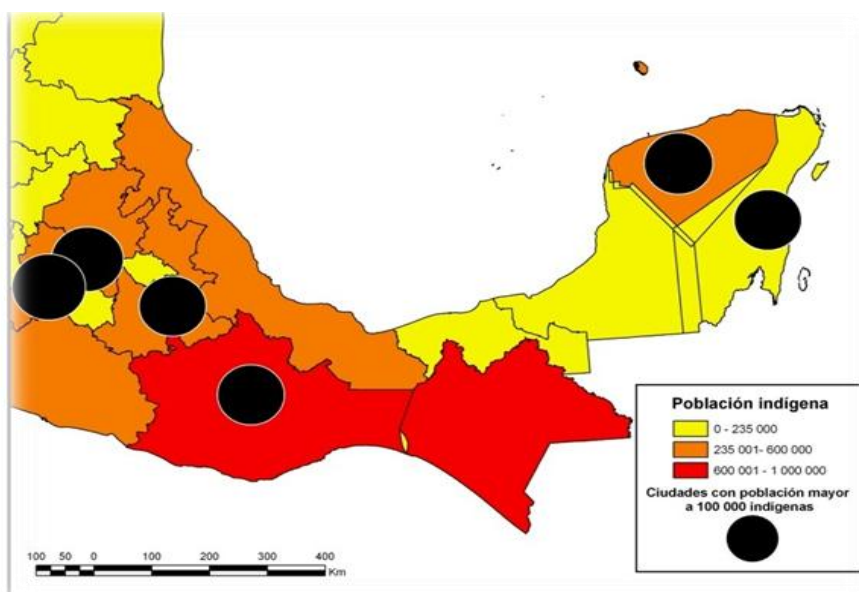 Población indígena
0 - 235 000
235 001- 600 000
600 001 - 1 000 000
Ciudades con población mayor
a 100 000 indígenas
100 50 0 100 200 300 400
Km